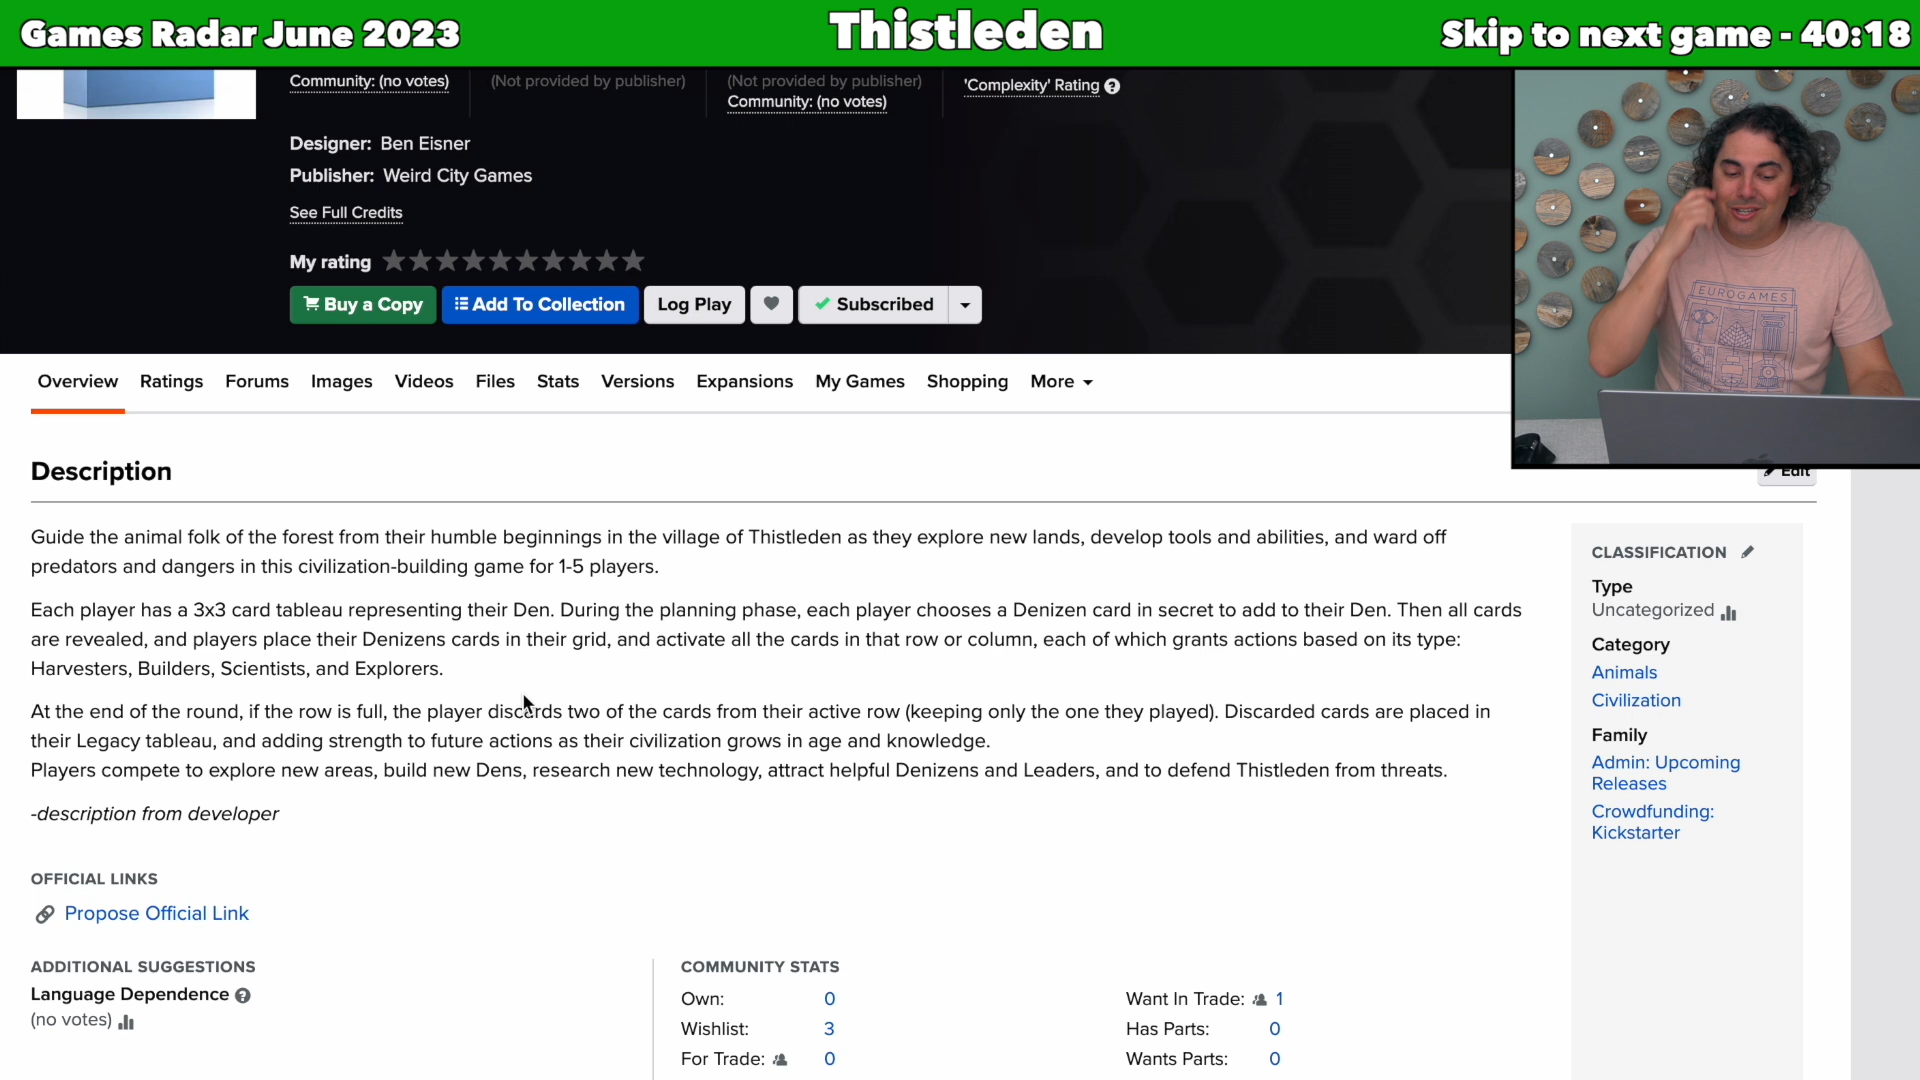 Games Radar June 2023
Thistleden
Skip to next game - 40:18
Community: (no votes)
(Not provided by publisher)
(Not provided by publisher)
Community: (no votes)
'Complexity' Rating
Designer: Ben Eisner
Publisher: Weird City Games
See Full Credits
My rating
Buy a Copy
Add To Collection
Log Play
Subscribed
EUROGAMES
Overview
Ratings
Forums
Images
Videos
Files
Stats
Versions
Expansions
My Games
Shopping
More
Description
Edit
Guide the animal folk of the forest from their humble beginnings in the village of Thistleden as they explore new lands, develop tools and abilities, and ward off
predators and dangers in this civilization-building game for 1-5 players.
Each player has a 3x3 card tableau representing their Den. During the planning phase, each player chooses a Denizen card in secret to add to their Den. Then all cards
are revealed, and players place their Denizens cards in their grid, and activate all the cards in that row or column, each of which grants actions based on its type:
Harvesters, Builders, Scientists, and Explorers.
At the end of the round, if the row is full, the player discards two of the cards from their active row (keeping only the one they played). Discarded cards are placed in
their Legacy tableau, and adding strength to future actions as their civilization grows in age and knowledge.
Players compete to explore new areas, build new Dens, research new technology, attract helpful Denizens and Leaders, and to defend Thistleden from threats.
-description from developer
CLASSIFICATION
Type
Uncategorized
Category
Animals
Civilization
Family
Admin: Upcoming
Releases
Crowdfunding:
Kickstarter
OFFICIAL LINKS
Propose Official Link
ADDITIONAL SUGGESTIONS
Language Dependence
(no votes)
COMMUNITY STATS
Own: 0
Wishlist: 3
For Trade: 0
Want In Trade: 1
Has Parts: 0
Wants Parts: 0